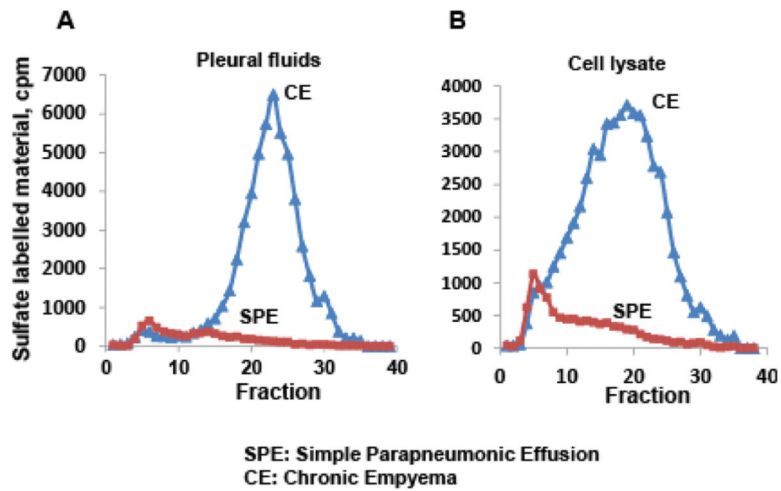 A
Pleural fluids
Sulfate labelled material, cpm
7000
6000
5000
4000
3000
2000
1000
0
CE
SPE
0 10 20 30 40
Fraction
B
Cell lysate
4000
3500
3000
2500
2000
1500
1000
500
0
CE
SPE
0 10 20 30 40
Fraction
SPE: Simple Parapneumonic Effusion
CE: Chronic Empyema